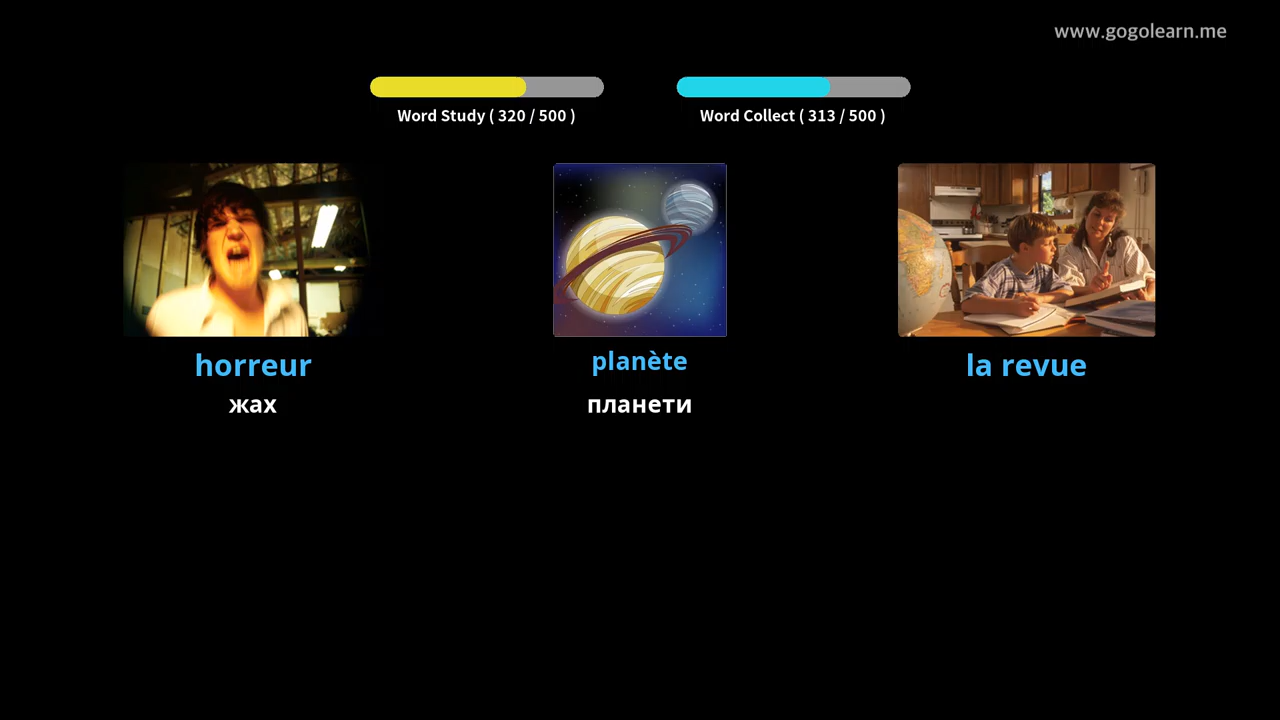 www.gogolearn.me
Word Study ( 320 / 500 )
Word Collect ( 313 / 500 )
horreur
planète
la revue
жах
планети